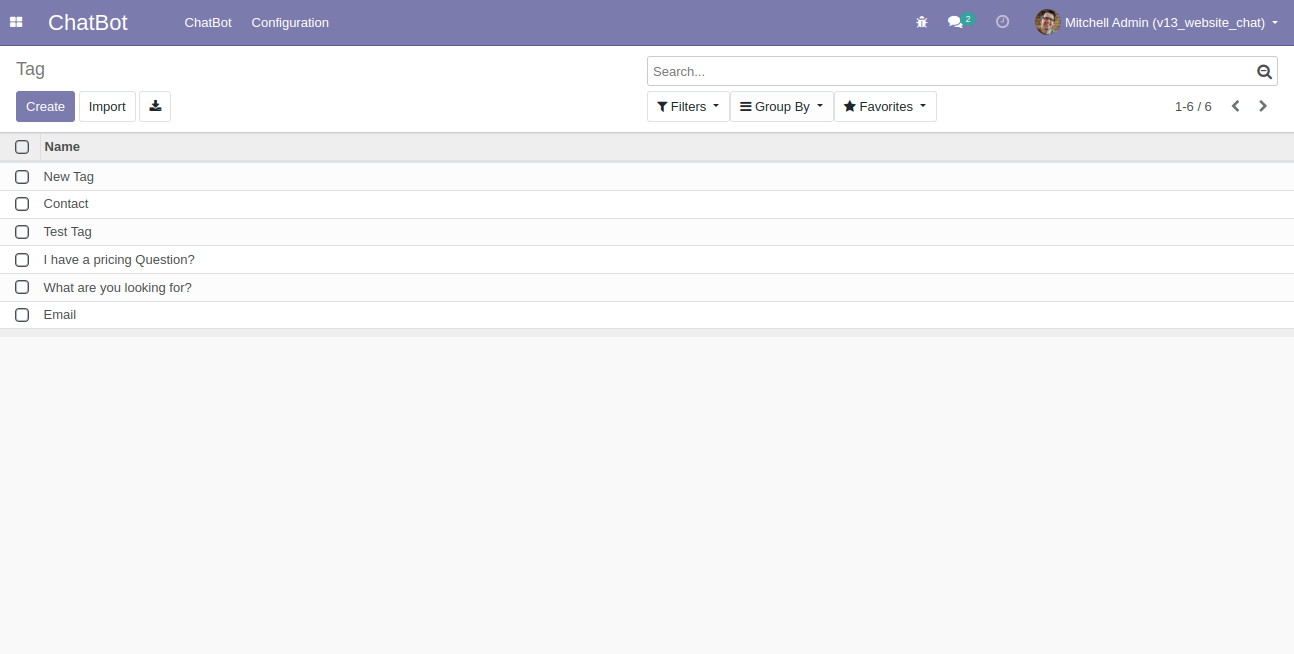 ChatBot ChatBot Configuration 2 Mitchell Admin (v13_website_chat)
Tag
Search...
Create Import Filters Group By Favorites 1-6 / 6
Name
New Tag
Contact
Test Tag
I have a pricing Question?
What are you looking for?
Email